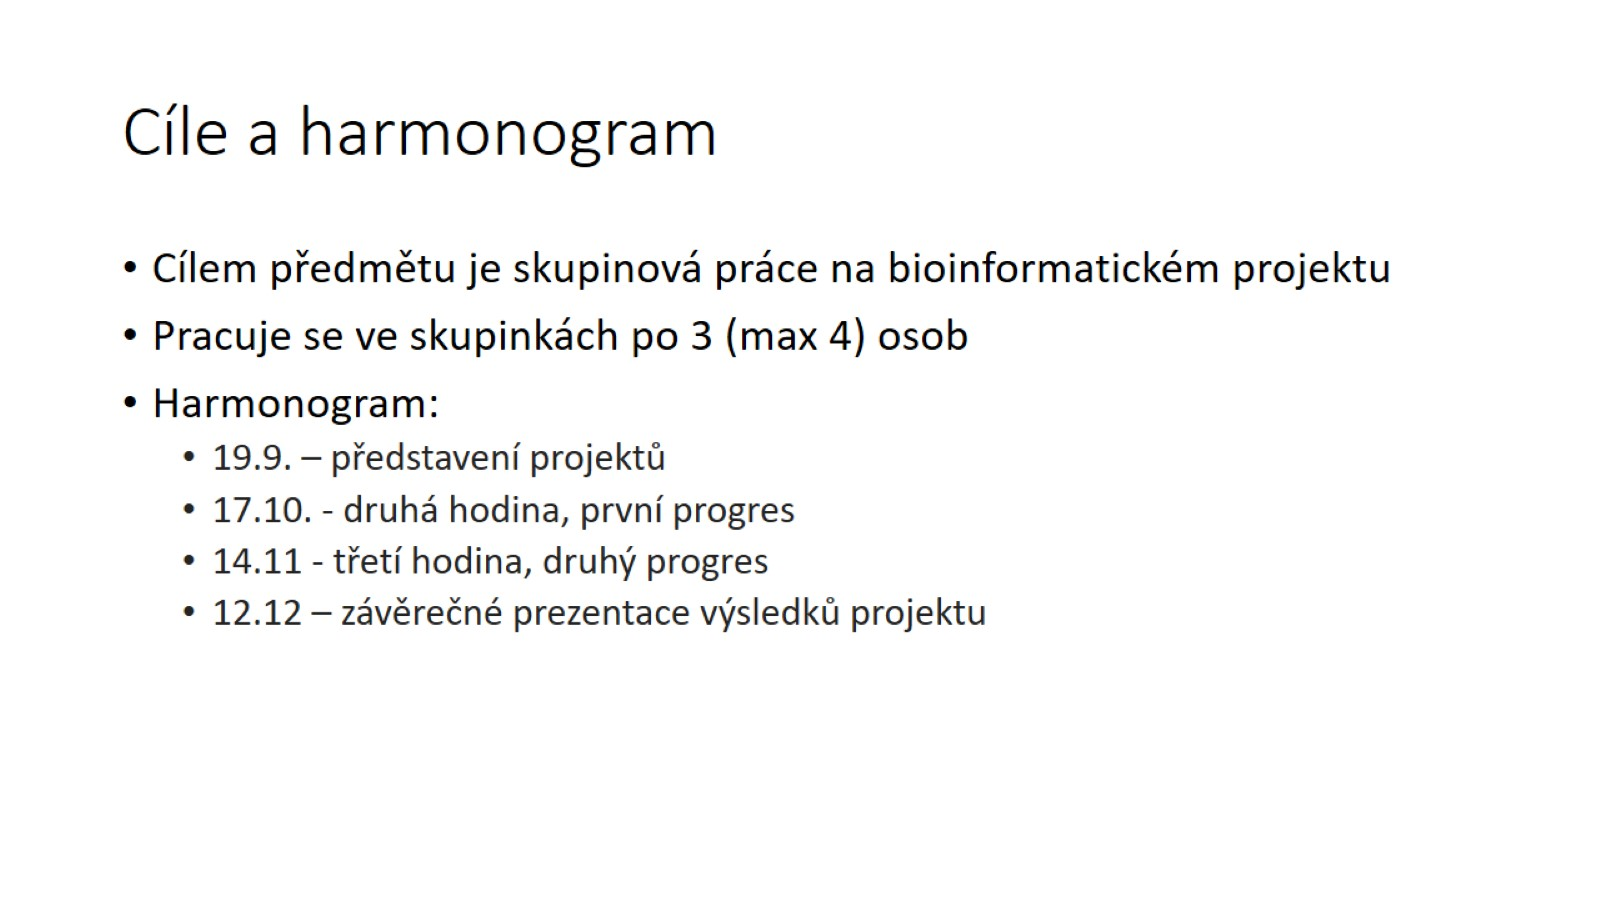 Cíle a harmonogram
• Cílem předmětu je skupinová práce na bioinformatickém projektu
• Pracuje se ve skupinkách po 3 (max 4) osob
• Harmonogram:
• 19.9. – představení projektů
• 17.10. - druhá hodina, první progres
• 14.11 - třetí hodina, druhý progres
• 12.12 – závěrečné prezentace výsledků projektu